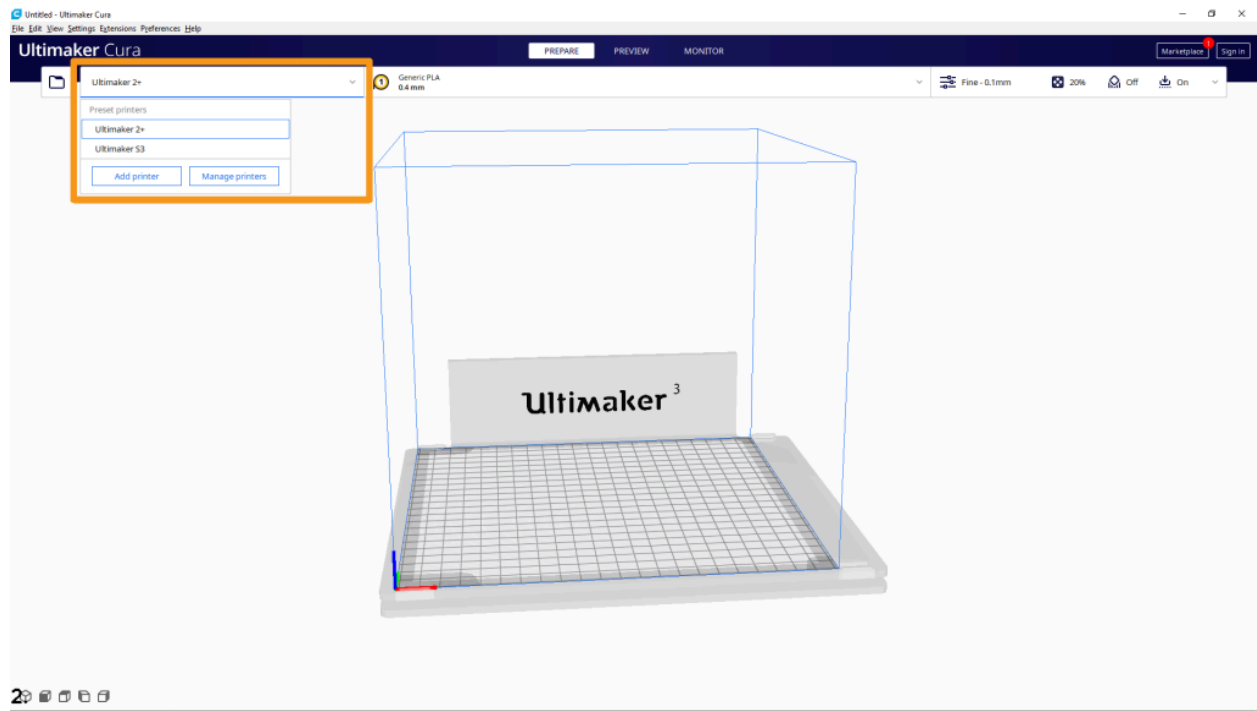 Untitled - Ultimaker Cura
File Edit View Settings Extensions Preferences Help
Ultimaker Cura
PREPARE PREVIEW MONITOR
1
Marketplace Sign in
Ultimaker 2+
1 Generic PLA
0.4 mm
Fine - 0.1mm 20% Off On
Preset printers
Ultimaker 2+
Ultimaker S3
Add printer Manage printers
Ultimaker 3
2